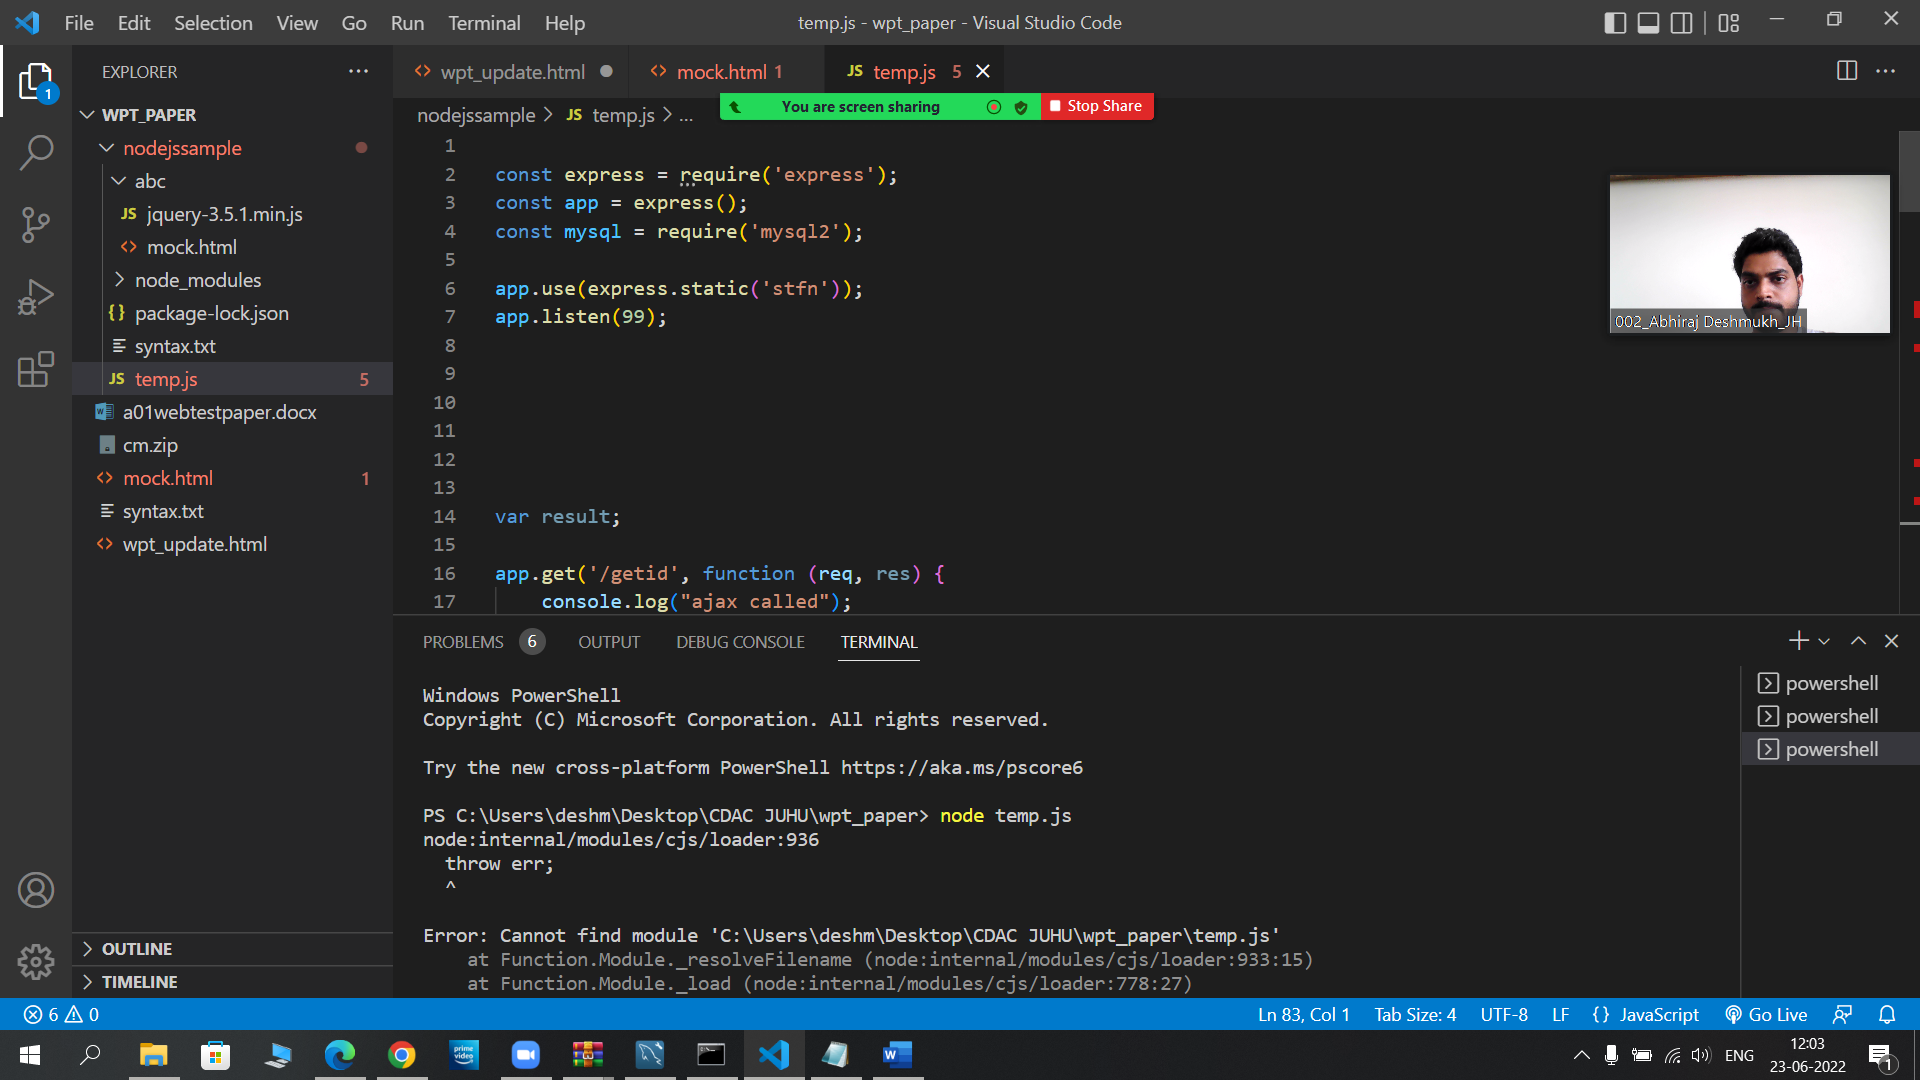 File Edit Selection View Go Run Terminal Help
temp.js - wpt_paper - Visual Studio Code
EXPLORER
wpt_update.html
mock.html 1
temp.js 5
nodejssample > JS temp.js > ...
You are screen sharing
Stop Share
1
WPT_PAPER
nodejssample
abc
JS jquery-3.5.1.min.js
mock.html
node_modules
package-lock.json
syntax.txt
JS temp.js 5
a01webtestpaper.docx
cm.zip
mock.html 1
syntax.txt
wpt_update.html
OUTLINE
TIMELINE
1
2 const express = require('express');
3 const app = express();
4 const mysql = require('mysql2');
5
6 app.use(express.static('stfn'));
7 app.listen(99);
8
9
10
11
12
13
14 var result;
15
16 app.get('/getid', function (req, res) {
17 console.log("ajax called");
002_Abhiraj Deshmukh_JH
PROBLEMS 6 OUTPUT DEBUG CONSOLE TERMINAL
Windows PowerShell
Copyright (C) Microsoft Corporation. All rights reserved.
Try the new cross-platform PowerShell https://aka.ms/pscore6
PS C:\Users\deshm\Desktop\CDAC JUHU\wpt_paper> node temp.js
node:internal/modules/cjs/loader:936
throw err;
^
Error: Cannot find module 'C:\Users\deshm\Desktop\CDAC JUHU\wpt_paper\temp.js'
at Function.Module._resolveFilename (node:internal/modules/cjs/loader:933:15)
at Function.Module._load (node:internal/modules/cjs/loader:778:27)
powershell
powershell
powershell
6 0
Ln 83, Col 1 Tab Size: 4 UTF-8 LF {} JavaScript Go Live
prime video
ENG
12:03
23-06-2022
1